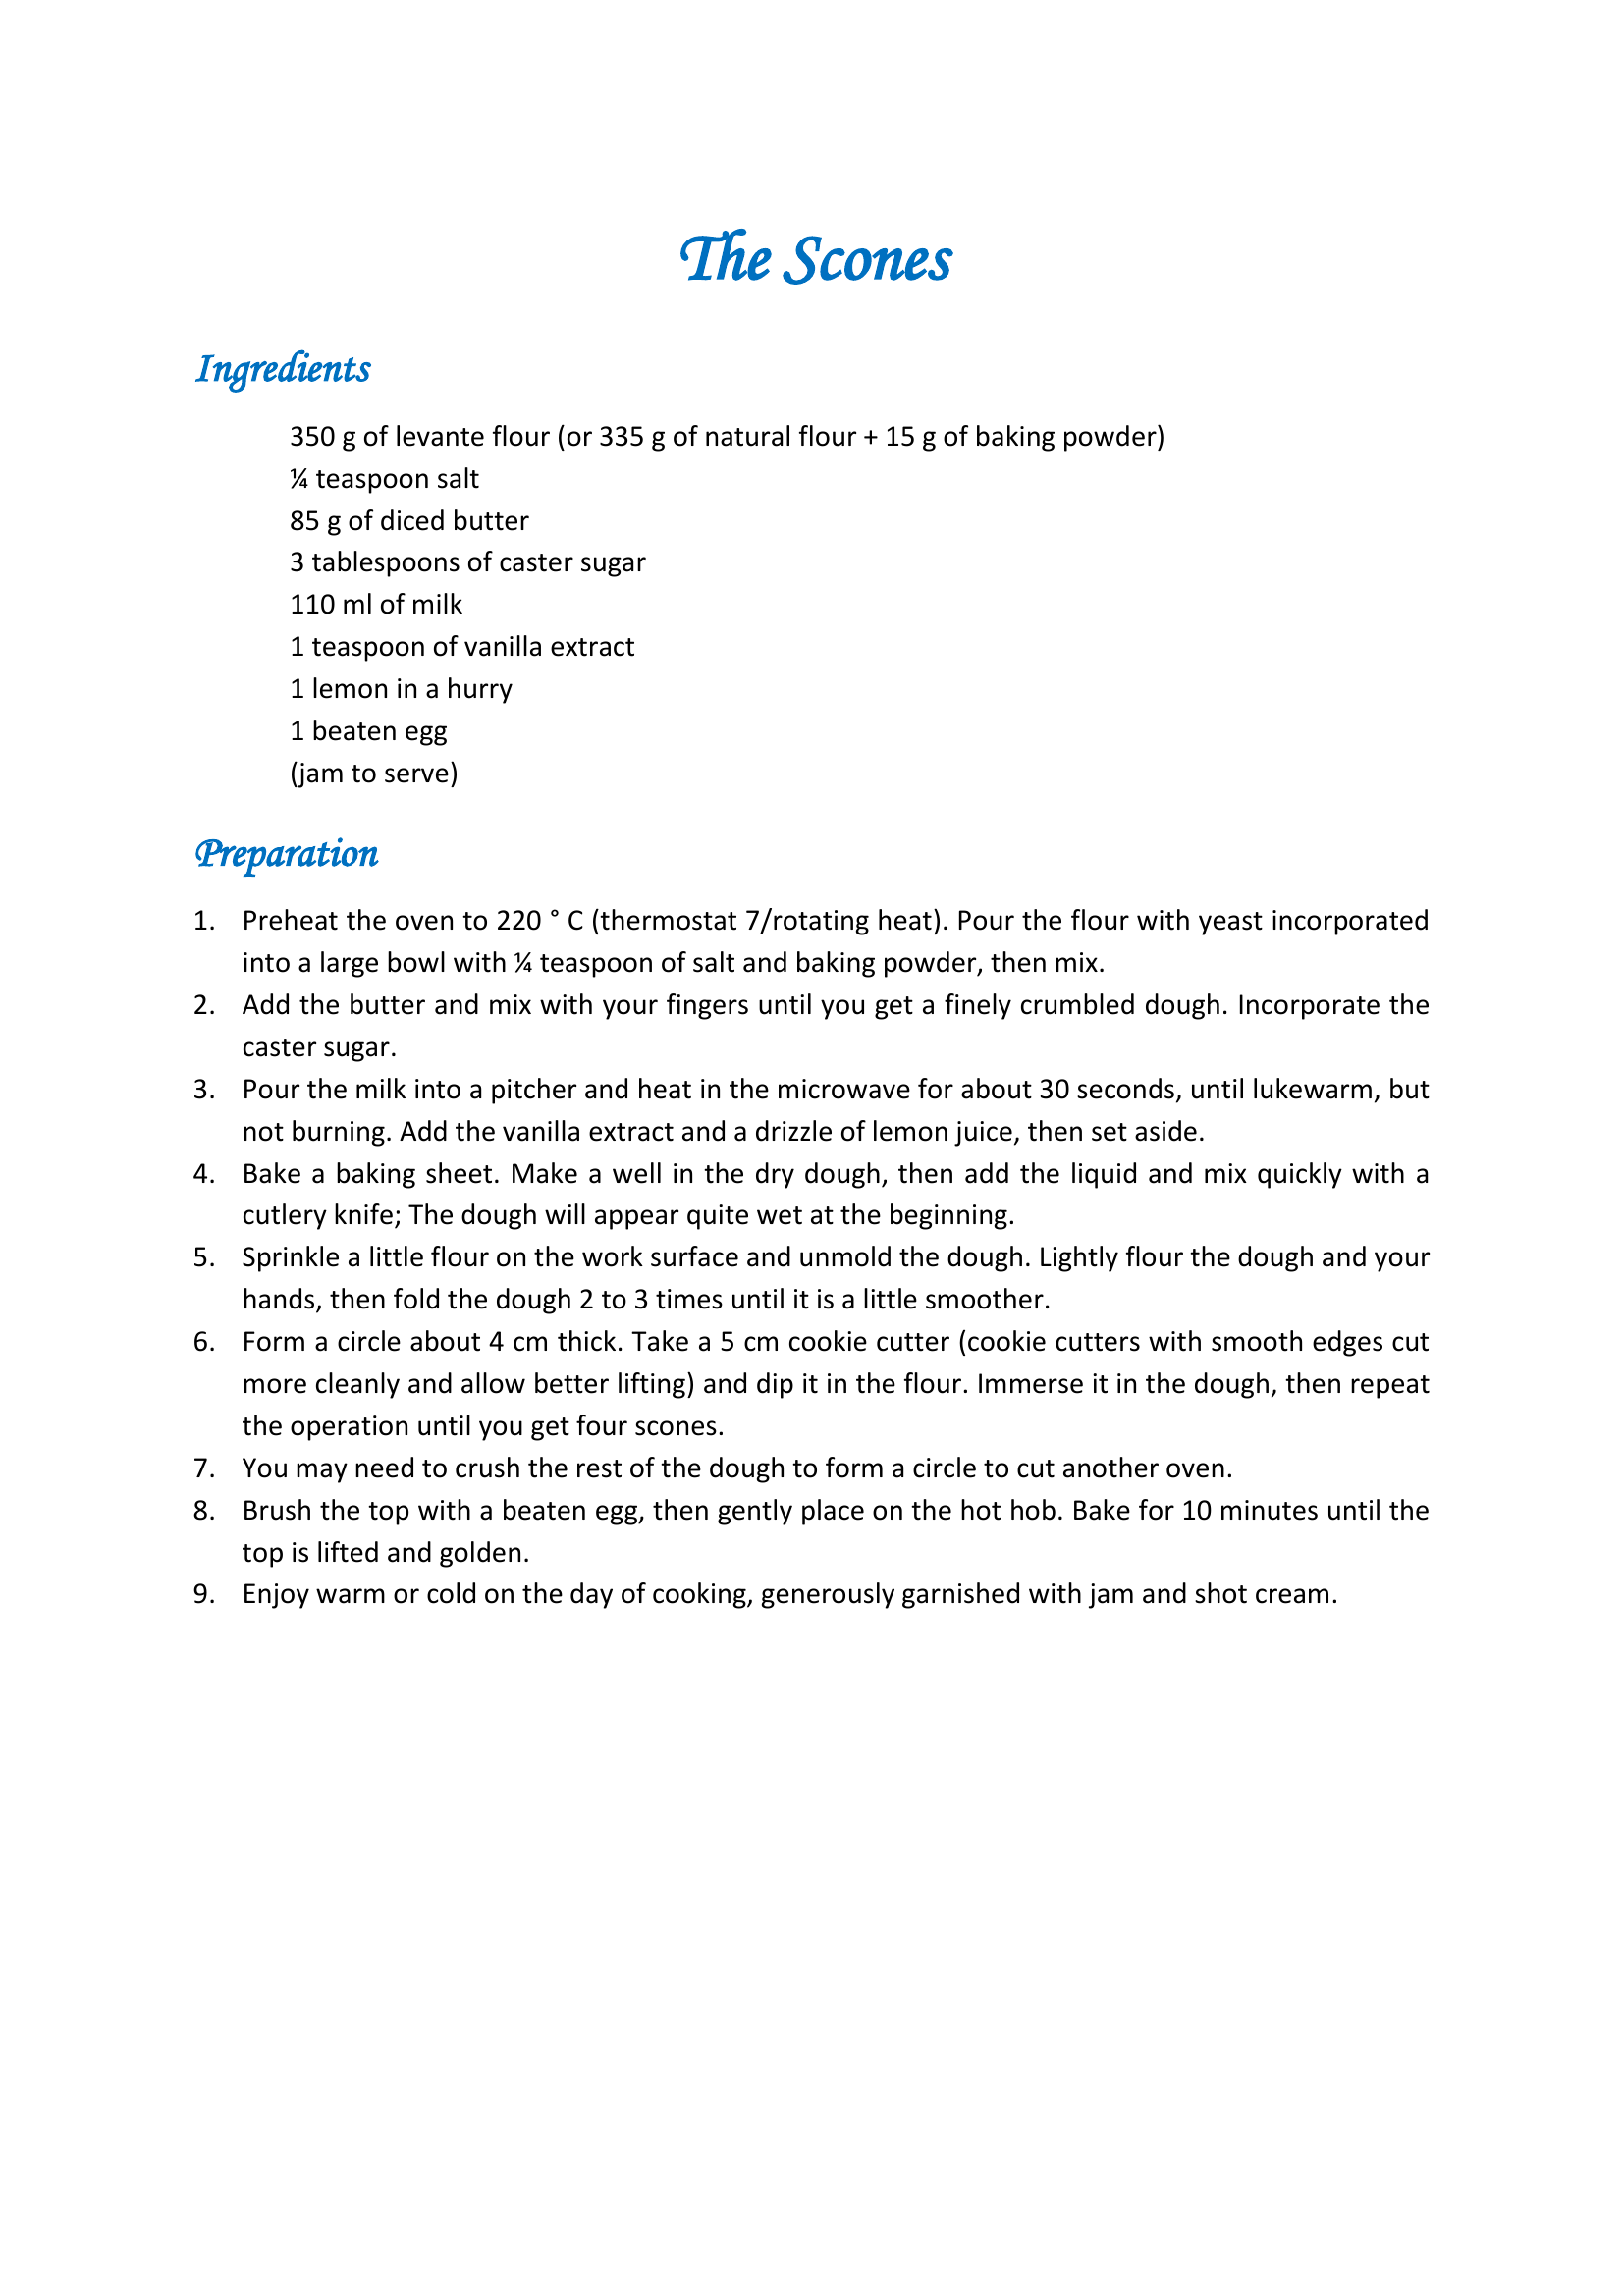 The Scones
Ingredients
350 g of levante flour (or 335 g of natural flour + 15 g of baking powder)
¼ teaspoon salt
85 g of diced butter
3 tablespoons of caster sugar
110 ml of milk
1 teaspoon of vanilla extract
1 lemon in a hurry
1 beaten egg
(jam to serve)
Preparation
1. Preheat the oven to 220 ° C (thermostat 7/rotating heat). Pour the flour with yeast incorporated
into a large bowl with ¼ teaspoon of salt and baking powder, then mix.
2. Add the butter and mix with your fingers until you get a finely crumbled dough. Incorporate the
caster sugar.
3. Pour the milk into a pitcher and heat in the microwave for about 30 seconds, until lukewarm, but
not burning. Add the vanilla extract and a drizzle of lemon juice, then set aside.
4. Bake a baking sheet. Make a well in the dry dough, then add the liquid and mix quickly with a
cutlery knife; The dough will appear quite wet at the beginning.
5. Sprinkle a little flour on the work surface and unmold the dough. Lightly flour the dough and your
hands, then fold the dough 2 to 3 times until it is a little smoother.
6. Form a circle about 4 cm thick. Take a 5 cm cookie cutter (cookie cutters with smooth edges cut
more cleanly and allow better lifting) and dip it in the flour. Immerse it in the dough, then repeat
the operation until you get four scones.
7. You may need to crush the rest of the dough to form a circle to cut another oven.
8. Brush the top with a beaten egg, then gently place on the hot hob. Bake for 10 minutes until the
top is lifted and golden.
9. Enjoy warm or cold on the day of cooking, generously garnished with jam and shot cream.